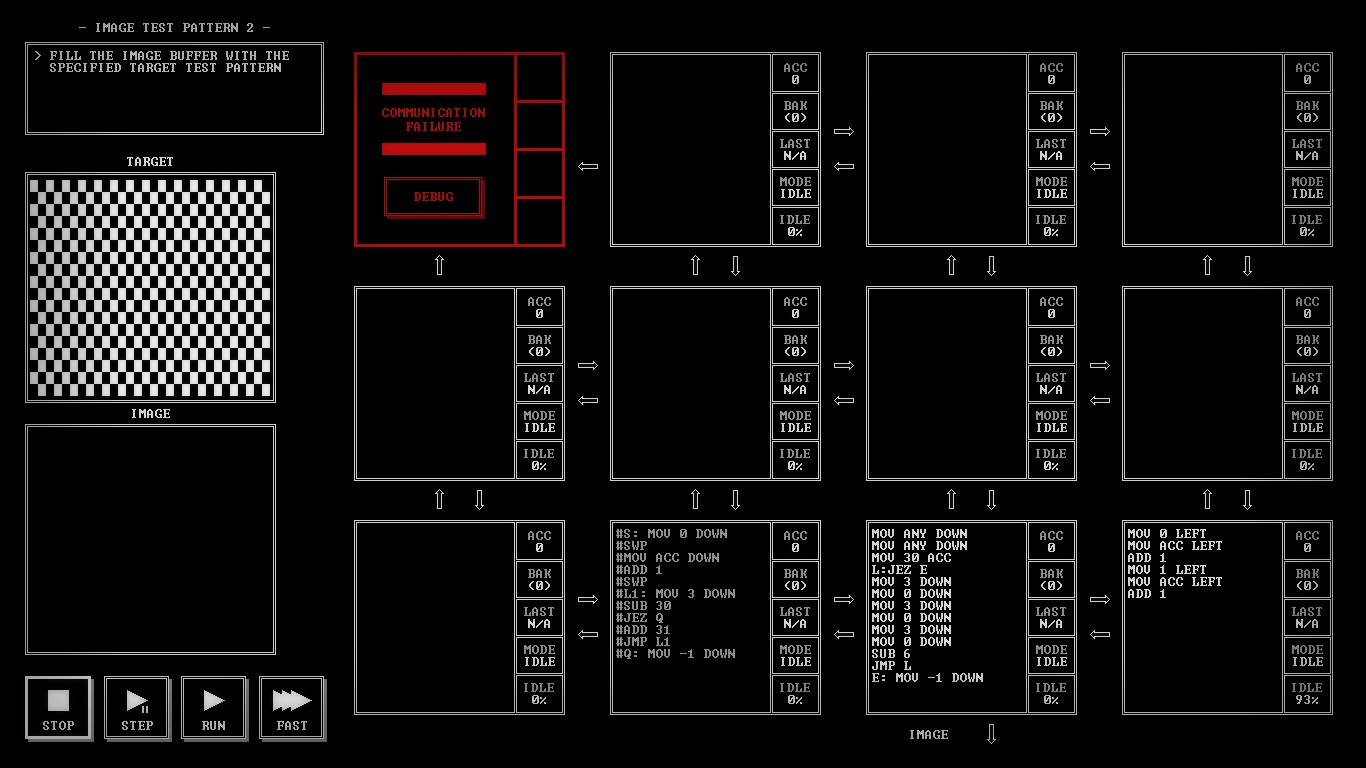 - IMAGE TEST PATTERN 2 -
> FILL THE IMAGE BUFFER WITH THE
SPECIFIED TARGET TEST PATTERN
TARGET
IMAGE
STOP
STEP
RUN
FAST
COMMUNICATION
FAILURE
DEBUG
ACC
0
BAK
(0)
LAST
N/A
MODE
IDLE
IDLE
0%
ACC
0
BAK
(0)
LAST
N/A
MODE
IDLE
IDLE
0%
ACC
0
BAK
(0)
LAST
N/A
MODE
IDLE
IDLE
0%
ACC
0
BAK
(0)
LAST
N/A
MODE
IDLE
IDLE
0%
ACC
0
BAK
(0)
LAST
N/A
MODE
IDLE
IDLE
0%
ACC
0
BAK
(0)
LAST
N/A
MODE
IDLE
IDLE
0%
ACC
0
BAK
(0)
LAST
N/A
MODE
IDLE
IDLE
0%
ACC
0
BAK
(0)
LAST
N/A
MODE
IDLE
IDLE
0%
#S: MOV 0 DOWN
#SWP
#MOV ACC DOWN
#ADD 1
#SWP
#L1: MOV 3 DOWN
#SUB 30
#JEZ Q
#ADD 31
#JMP L1
#Q: MOV -1 DOWN
ACC
0
BAK
(0)
LAST
N/A
MODE
IDLE
IDLE
0%
MOV ANY DOWN
MOV ANY DOWN
MOV 30 ACC
L:JEZ E
MOV 3 DOWN
MOV 0 DOWN
MOV 3 DOWN
MOV 0 DOWN
MOV 3 DOWN
MOV 0 DOWN
SUB 6
JMP L
E: MOV -1 DOWN
ACC
0
BAK
(0)
LAST
N/A
MODE
IDLE
IDLE
0%
MOV 0 LEFT
MOV ACC LEFT
ADD 1
MOV 1 LEFT
MOV ACC LEFT
ADD 1
ACC
0
BAK
(0)
LAST
N/A
MODE
IDLE
IDLE
93%
IMAGE